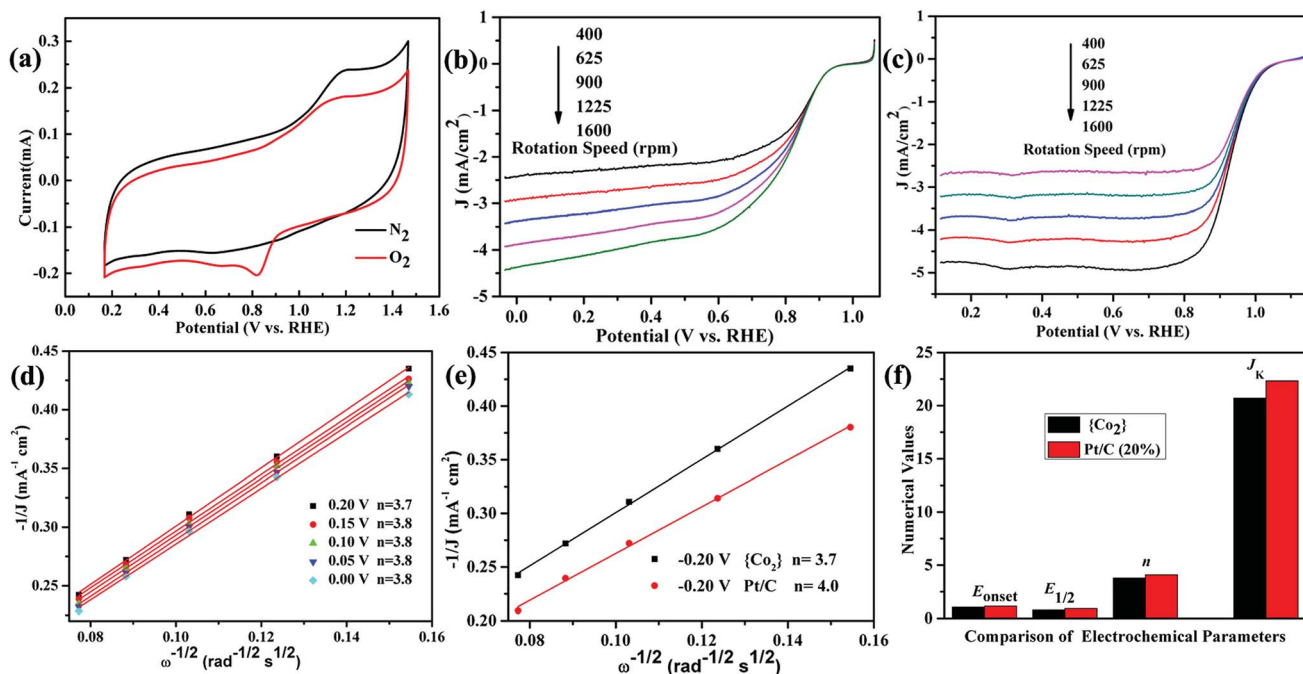 (a)
0.3
0.2
0.1
0.0
-0.1
-0.2
Current(mA)
N2
O2
0.2 0.4 0.6 0.8 1.0 1.2 1.4 1.6
Potential (V vs. RHE)
(b)
1
0
-1
-2
-3
-4
-5
J (mA/cm²)
400
625
900
1225
1600
Rotation Speed (rpm)
0.0 0.2 0.4 0.6 0.8 1.0
Potential (V vs. RHE)
(c)
1
0
-1
-2
-3
-4
-5
J (mA/cm²)
400
625
900
1225
1600
Rotation Speed (rpm)
0.2 0.4 0.6 0.8 1.0
Potential (V vs. RHE)
(d)
0.45
0.40
0.35
0.30
0.25
-1/J (mA⁻¹ cm²)
0.20 V n=3.7
0.15 V n=3.8
0.10 V n=3.8
0.05 V n=3.8
0.00 V n=3.8
0.08 0.10 0.12 0.14 0.16
ω⁻¹/² (rad⁻¹/² s¹/²)
(e)
0.45
0.40
0.35
0.30
0.25
0.20
-1/J (mA⁻¹ cm²)
-0.20 V {Co2} n= 3.7
-0.20 V Pt/C n= 4.0
0.08 0.10 0.12 0.14 0.16
ω⁻¹/² (rad⁻¹/² s¹/²)
(f)
25
20
15
10
5
0
Numerical Values
{Co2}
Pt/C (20%)
Eonset
E1/2
n
JK
Comparison of Electrochemical Parameters